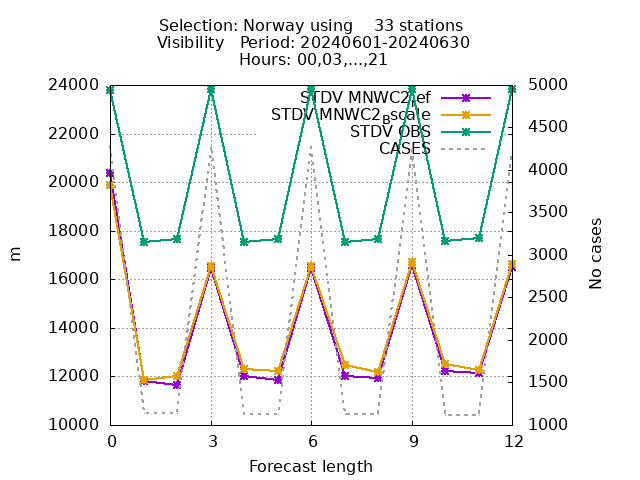 Selection: Norway using 33 stations
Visibility Period: 20240601-20240630
Hours: 00,03,...,21
STDV MNWC2ref
STDV MNWC2Bscale
STDV OBS
CASES
24000
22000
20000
18000
16000
14000
12000
10000
m
5000
4500
4000
3500
3000
2500
2000
1500
1000
No cases
0 3 6 9 12
Forecast length